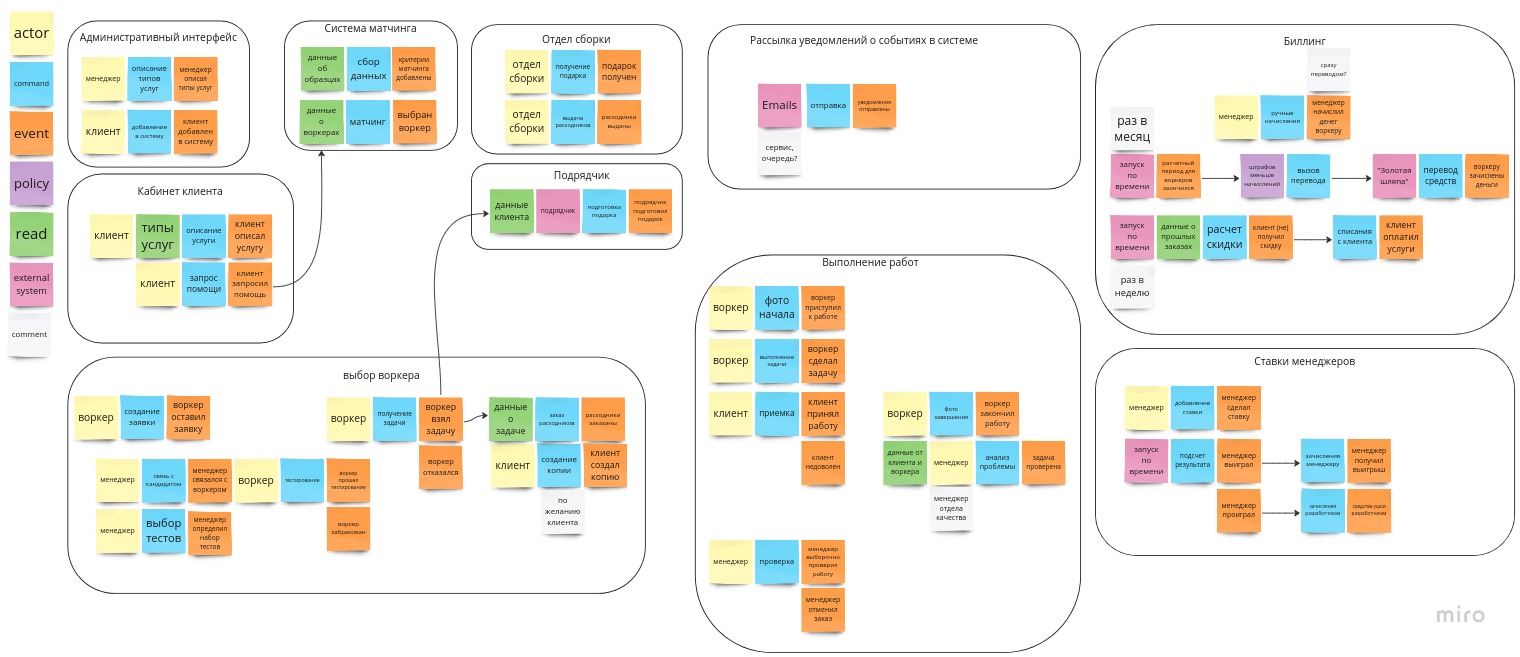 actor
command
event
policy
read
external
system
comment
Административный интерфейс
менеджер
описание
типов
услуг
менеджер
описал
типы услуг
клиент
добавление
в систему
клиент
добавлен
в систему
Кабинет клиента
клиент
типы
услуг
описание
услуги
клиент
описал
услугу
клиент
запрос
помощи
клиент
запросил
помощь
Система матчинга
данные
об
образцах
сбор
данных
критерии
матчинга
добавлены
данные
о
воркерах
матчинг
выбран
воркер
Отдел сборки
отдел
сборки
получение
подарка
подарок
получен
отдел
сборки
выдача
расходников
расходники
выданы
Подрядчик
данные
клиента
подрядчик
подготовка
подарка
подрядчик
подготовил
подарок
выбор воркера
воркер
создание
заявки
воркер
оставил
заявку
менеджер
связь с
кандидатом
менеджер
связался с
воркером
воркер
тестирование
воркер
прошел
тестирование
менеджер
выбор
тестов
менеджер
определил
набор
тестов
воркер
забракован
воркер
получение
задачи
воркер
взял
задачу
воркер
отказался
данные
о
задаче
заказ
расходников
расходники
заказаны
клиент
создание
копии
клиент
создал
копию
по
желанию
клиента
Рассылка уведомлений о событиях в системе
Emails
отправка
уведомления
отправлены
сервис,
очередь?
Выполнение работ
воркер
фото
начала
воркер
приступил
к работе
воркер
выполнение
задачи
воркер
сделал
задачу
клиент
приемка
клиент
принял
работу
клиент
недоволен
воркер
фото
завершения
воркер
закончил
работу
данные от
клиента и
воркера
менеджер
анализ
проблемы
задача
проверена
менеджер
отдела
качества
менеджер
проверка
менеджер
выборочно
проверил
работу
менеджер
отменил
заказ
Биллинг
сразу
переводом?
менеджер
ручные
начисления
менеджер
начислил
денег
воркеру
раз в
месяц
запуск
по
времени
расчетный
период для
воркеров
закончился
штрафов
меньше
начислений
вызов
перевода
"Золотая
шляпа"
перевод
средств
воркеру
зачислены
деньги
запуск
по
времени
данные о
прошлых
заказах
расчет
скидки
клиент (не)
получил
скидку
списания
с клиента
клиент
оплатил
услуги
раз в
неделю
Ставки менеджеров
менеджер
добавление
ставки
менеджер
сделал
ставку
запуск
по
времени
подсчет
результата
менеджер
выиграл
зачисления
менеджеру
менеджер
получил
выигрыш
менеджер
проиграл
зачисления
разработчикам
средства ушли
разработчикам
miro